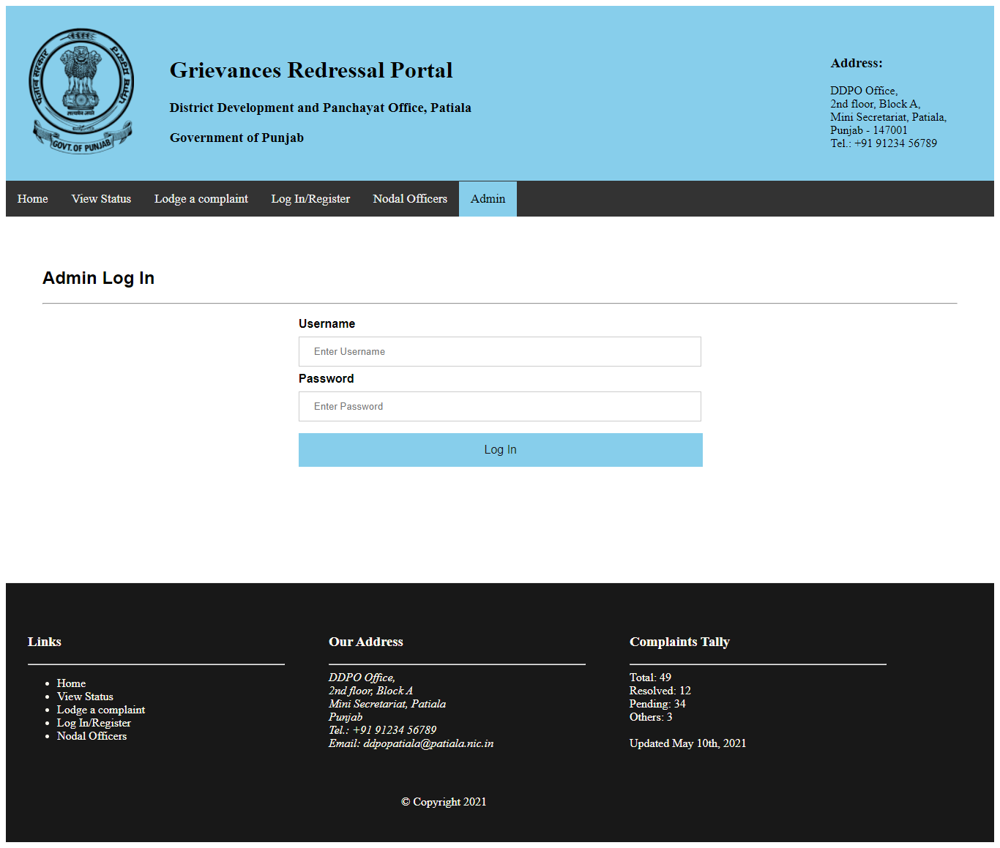 ਪੰਜਾਬ ਸਰਕਾਰ
सत्यमेव जयते
GOVT. OF PUNJAB
Grievances Redressal Portal
District Development and Panchayat Office, Patiala
Government of Punjab
Address:
DDPO Office,
2nd floor, Block A,
Mini Secretariat, Patiala,
Punjab - 147001
Tel.: +91 91234 56789
Home View Status Lodge a complaint Log In/Register Nodal Officers Admin
Admin Log In
Username
Enter Username
Password
Enter Password
Log In
Links
Home
View Status
Lodge a complaint
Log In/Register
Nodal Officers
Our Address
DDPO Office,
2nd floor, Block A
Mini Secretariat, Patiala
Punjab
Tel.: +91 91234 56789
Email: ddpopatiala@patiala.nic.in
Complaints Tally
Total: 49
Resolved: 12
Pending: 34
Others: 3
Updated May 10th, 2021
© Copyright 2021